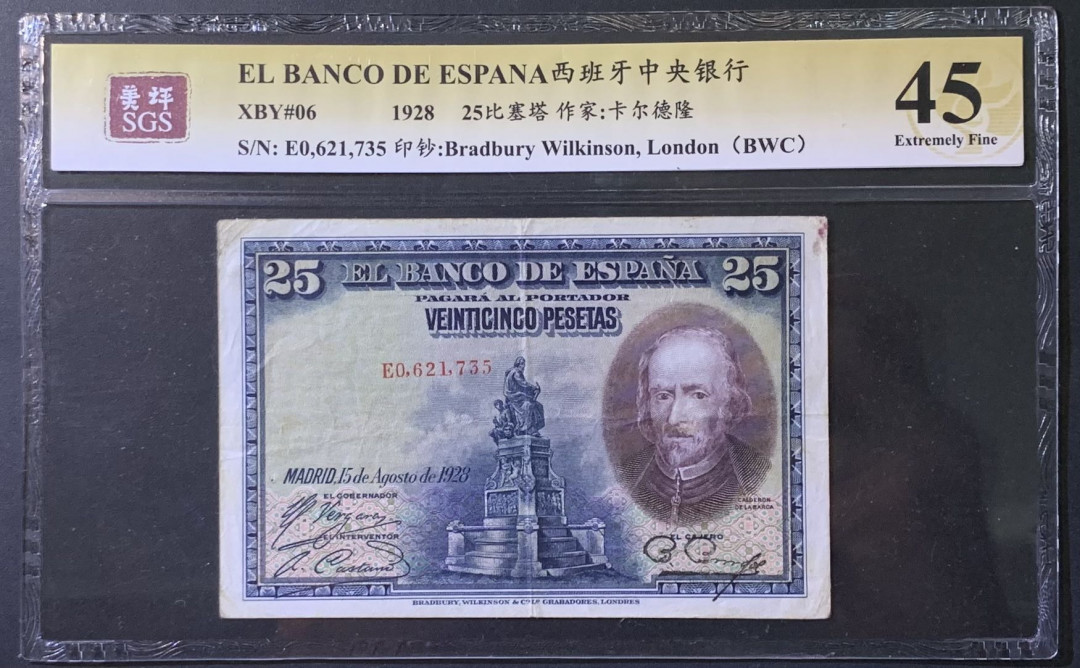 EL BANCO DE ESPANA西班牙中央银行
XBY#06 1928 25比塞塔 作家:卡尔德隆
S/N: E0,621,735 印钞:Bradbury Wilkinson, London（BWC）
美评
SGS
45
Extremely Fine
25 EL BANCO DE ESPAÑA 25
PAGARÁ AL PORTADOR
VEINTICINCO PESETAS
E0,621,735
MADRID, 15 de Agosto de 1928
EL GOBERNADOR
EL INTERVENTOR
CALDERON
DE LA BARCA
EL CAJERO
BRADBURY, WILKINSON & Cº Lᴰ GRABADORES, LONDRES